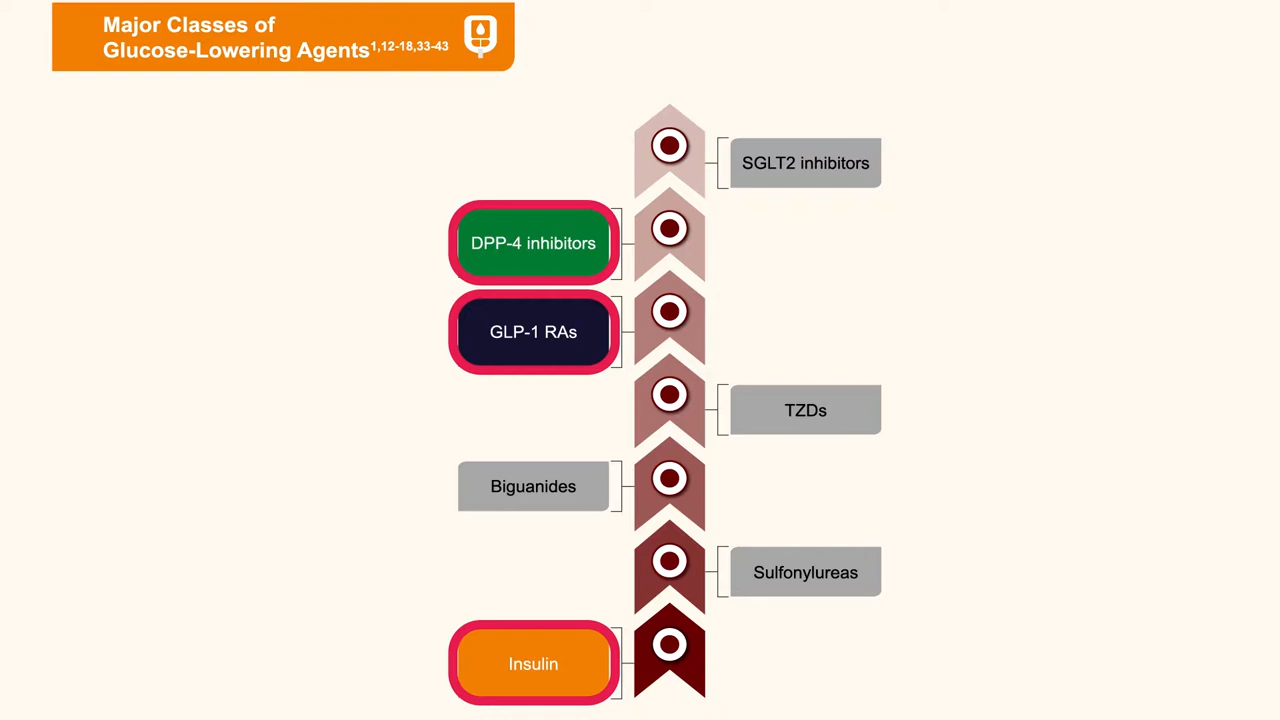 Major Classes of
Glucose-Lowering Agents1,12-18,33-43
SGLT2 inhibitors
DPP-4 inhibitors
GLP-1 RAs
TZDs
Biguanides
Sulfonylureas
Insulin